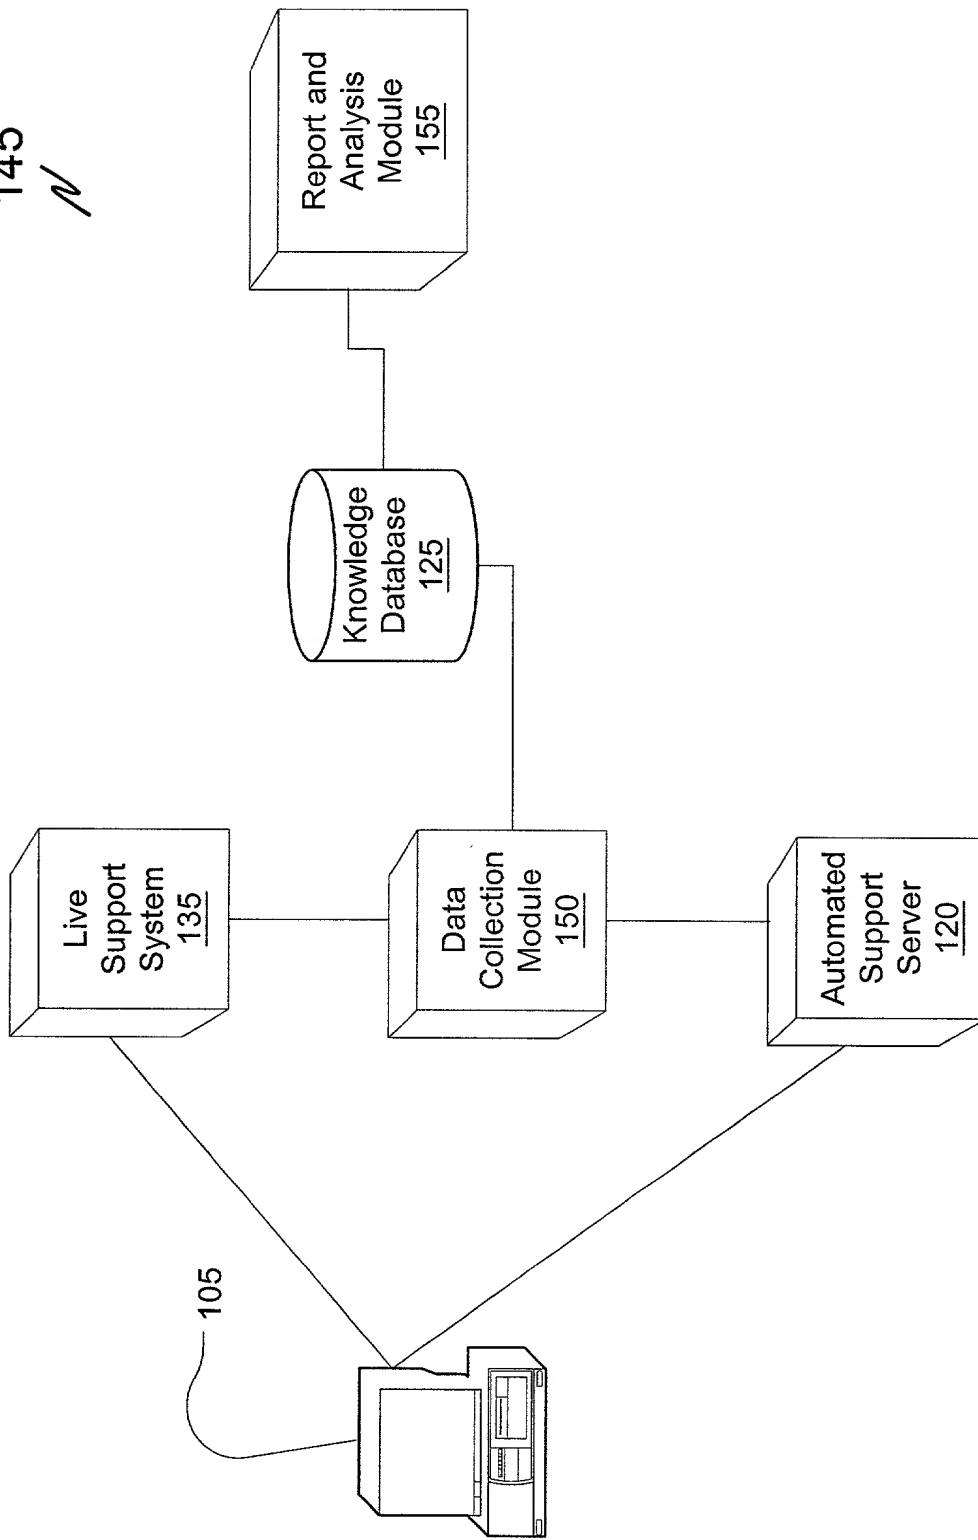 145
105
Live
Support
System
135
Data
Collection
Module
150
Automated
Support
Server
120
Knowledge
Database
125
Report and
Analysis
Module
155